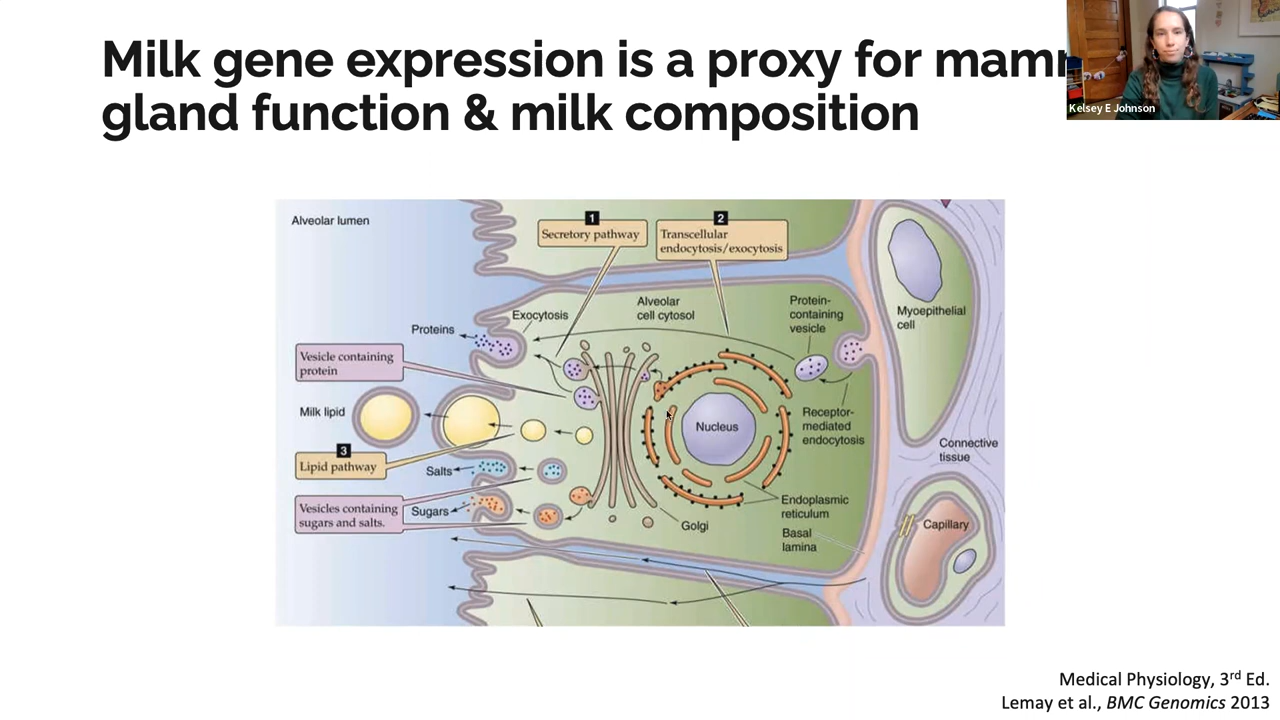 Milk gene expression is a proxy for
gland function & milk composition
Kelsey E Johnson
Alveolar lumen
1
Secretory pathway
2
Transcellular
endocytosis/exocytosis
Exocytosis
Alveolar
cell cytosol
Protein-
containing
vesicle
Myoepithelial
cell
Proteins
Vesicle containing
protein
Milk lipid
Nucleus
Receptor-
mediated
endocytosis
Connective
tissue
3
Lipid pathway
Salts
Vesicles containing
sugars and salts.
Sugars
Golgi
Endoplasmic
reticulum
Basal
lamina
Capillary
Medical Physiology, 3rd Ed.
Lemay et al., BMC Genomics 2013